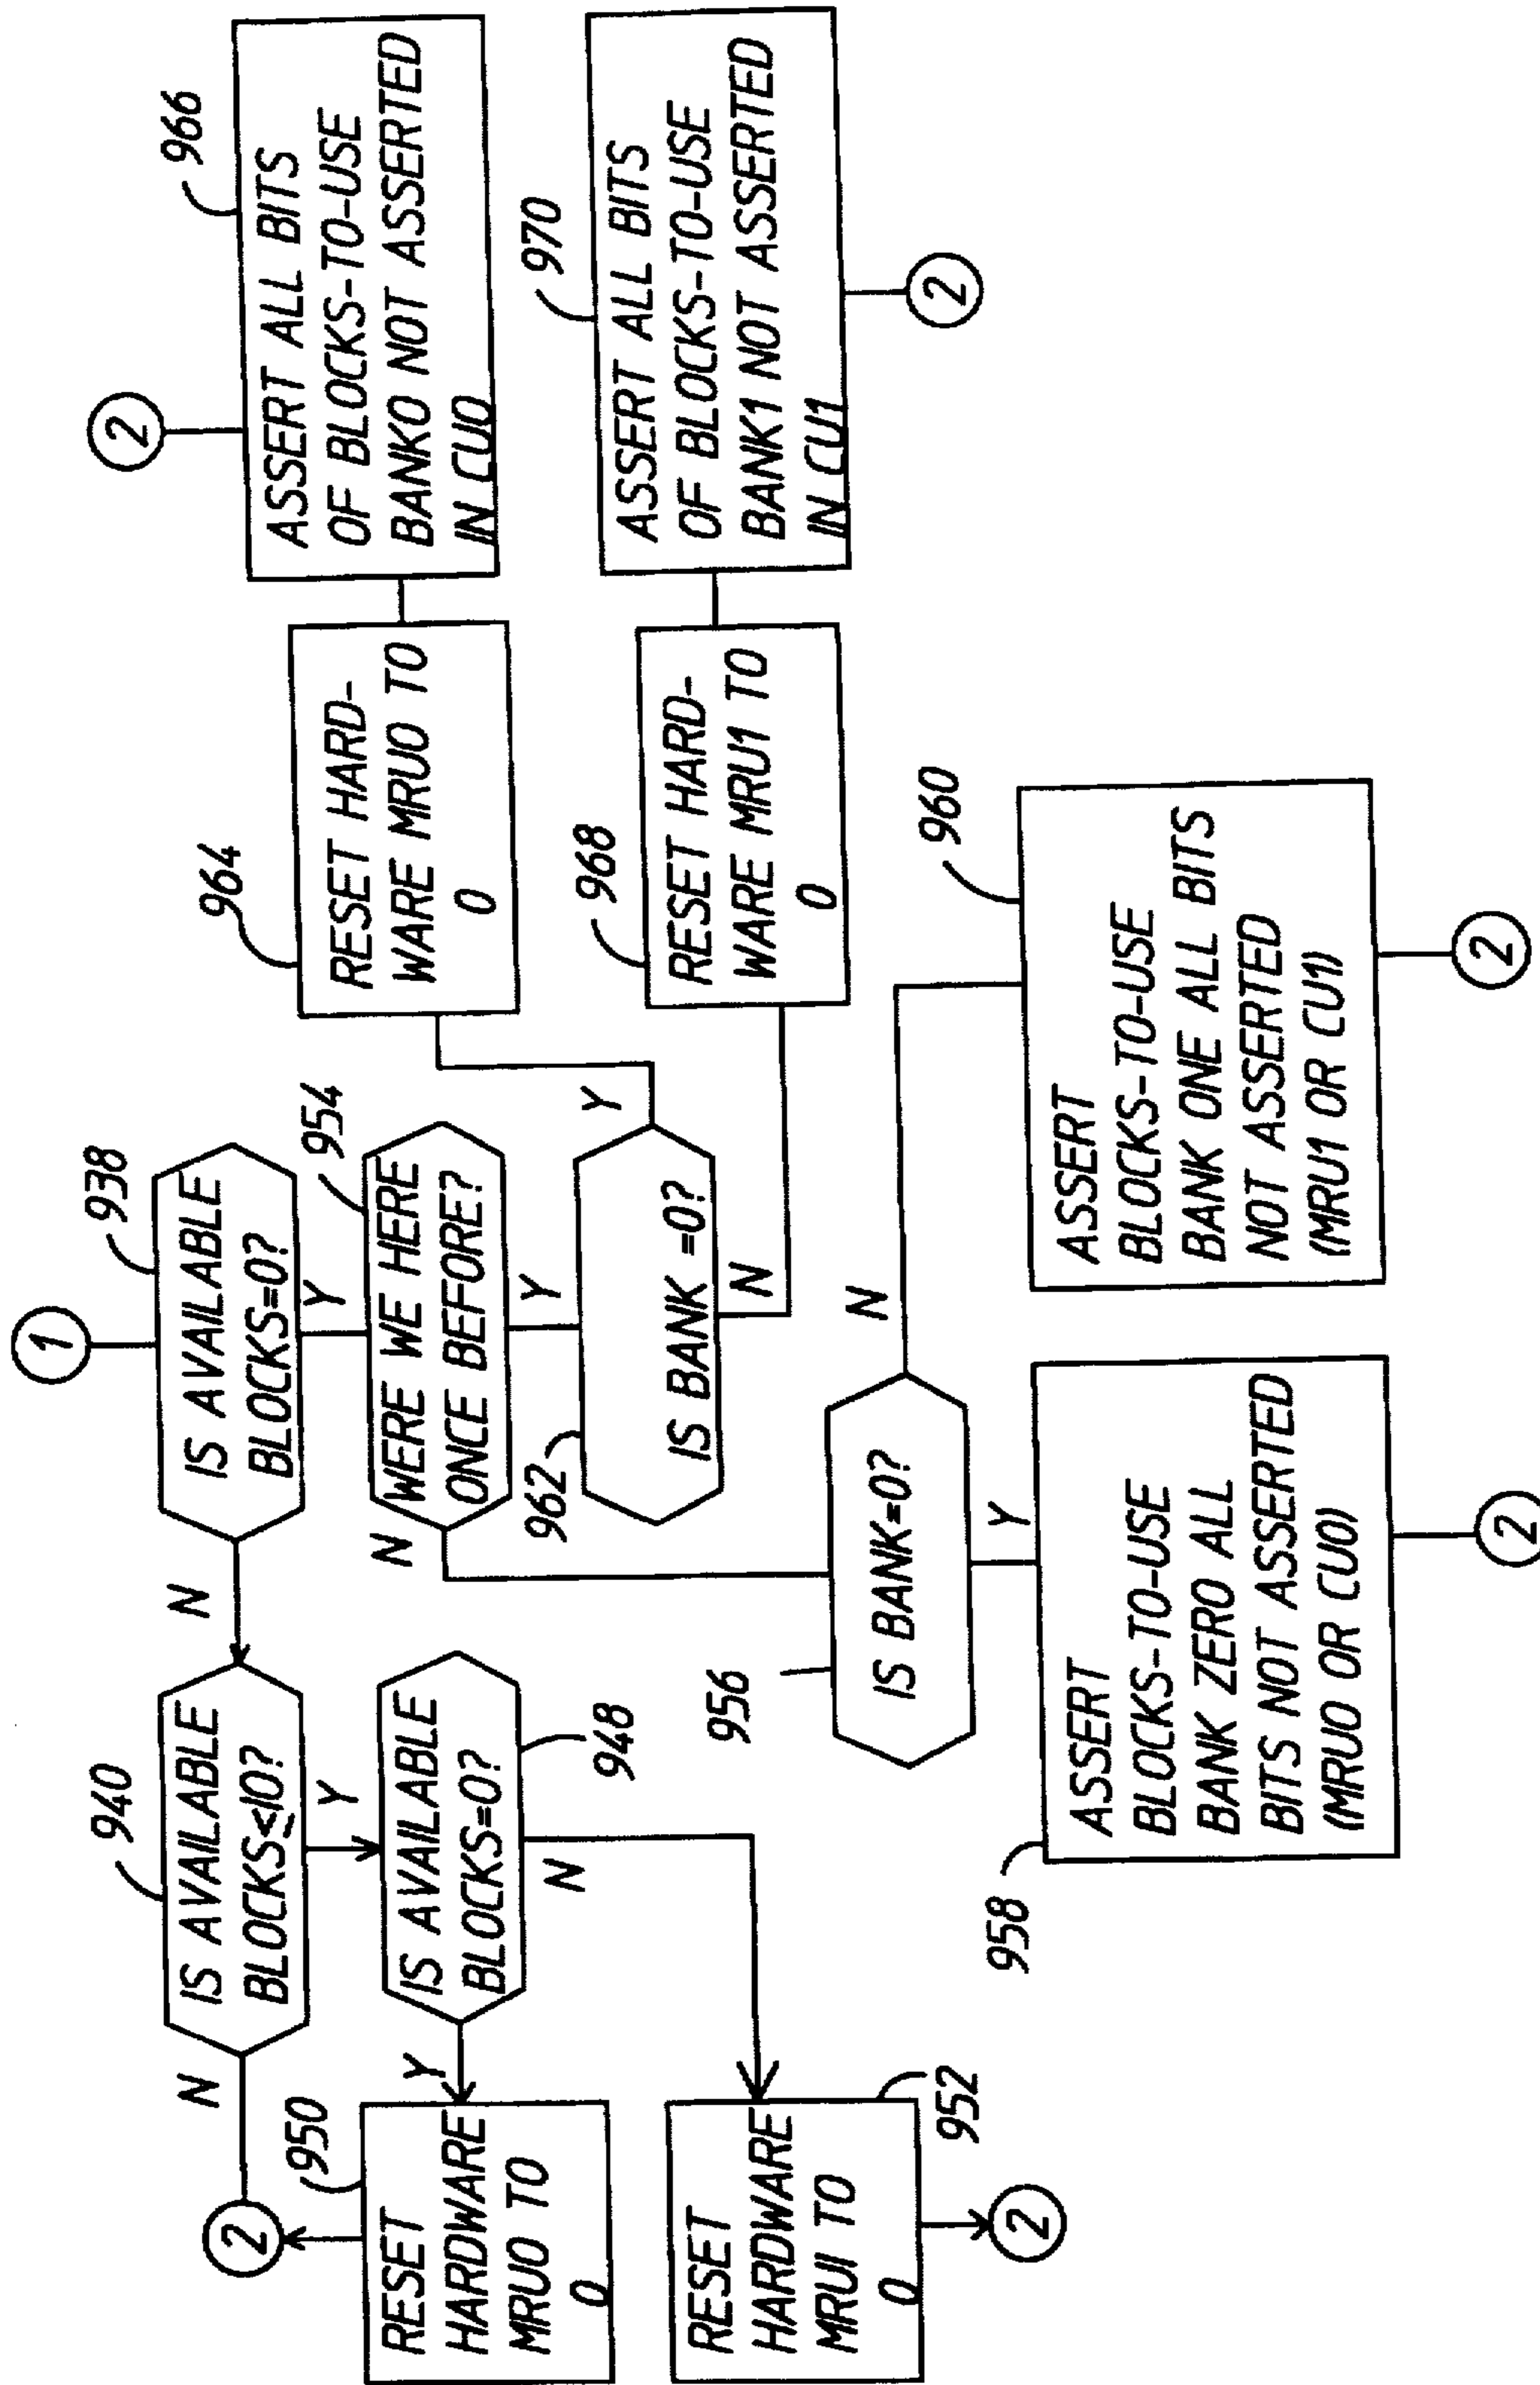 1
938
IS AVAILABLE
BLOCKS=0?
N
Y
940
IS AVAILABLE
BLOCKS≤10?
N
Y
2
950
RESET
HARDWARE
MRU0 TO
0
Y
948
IS AVAILABLE
BLOCKS=0?
N
952
RESET
HARDWARE
MRU1 TO
0
2
954
WERE WE HERE
ONCE BEFORE?
N
Y
962
IS BANK =0?
Y
N
964
RESET HARD-
WARE MRU0 TO
0
2
966
ASSERT ALL BITS
OF BLOCKS-TO-USE
BANK0 NOT ASSERTED
IN CU0
968
RESET HARD-
WARE MRU1 TO
0
970
ASSERT ALL BITS
OF BLOCKS-TO-USE
BANK1 NOT ASSERTED
IN CU1
2
956
IS BANK=0?
N
Y
958
ASSERT
BLOCKS-TO-USE
BANK ZERO ALL
BITS NOT ASSERTED
(MRU0 OR CU0)
2
960
ASSERT
BLOCKS-TO-USE
BANK ONE ALL BITS
NOT ASSERTED
(MRU1 OR CU1)
2